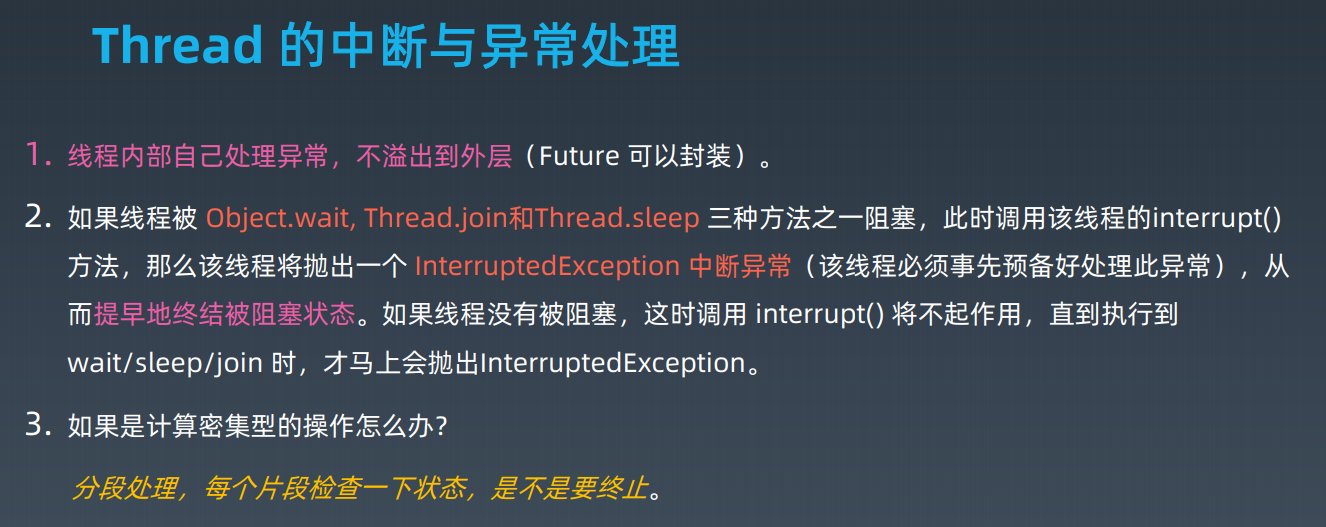 Thread 的中断与异常处理
1. 线程内部自己处理异常，不溢出到外层（Future 可以封装）。
2. 如果线程被 Object.wait, Thread.join和Thread.sleep 三种方法之一阻塞，此时调用该线程的interrupt()
方法，那么该线程将抛出一个 InterruptedException 中断异常（该线程必须事先预备好处理此异常），从
而提早地终结被阻塞状态。如果线程没有被阻塞，这时调用 interrupt() 将不起作用，直到执行到
wait/sleep/join 时，才马上会抛出InterruptedException。
3. 如果是计算密集型的操作怎么办？
分段处理，每个片段检查一下状态，是不是要终止。